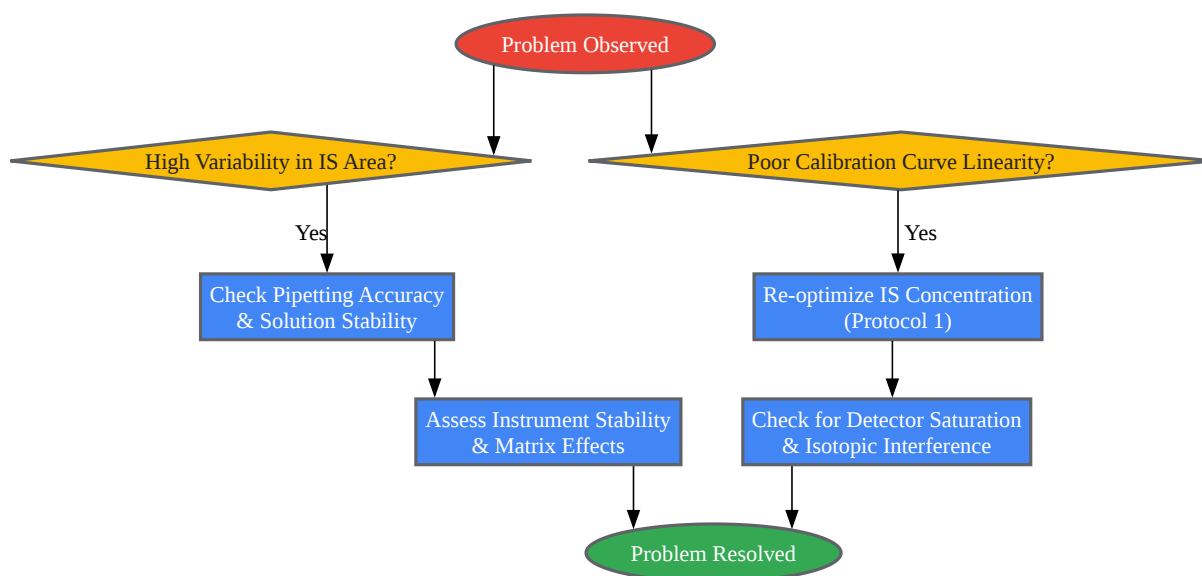 Problem Observed
High Variability in IS Area?
Poor Calibration Curve Linearity?
Yes
Yes
Check Pipetting Accuracy
& Solution Stability
Re-optimize IS Concentration
(Protocol 1)
Assess Instrument Stability
& Matrix Effects
Check for Detector Saturation
& Isotopic Interference
Problem Resolved